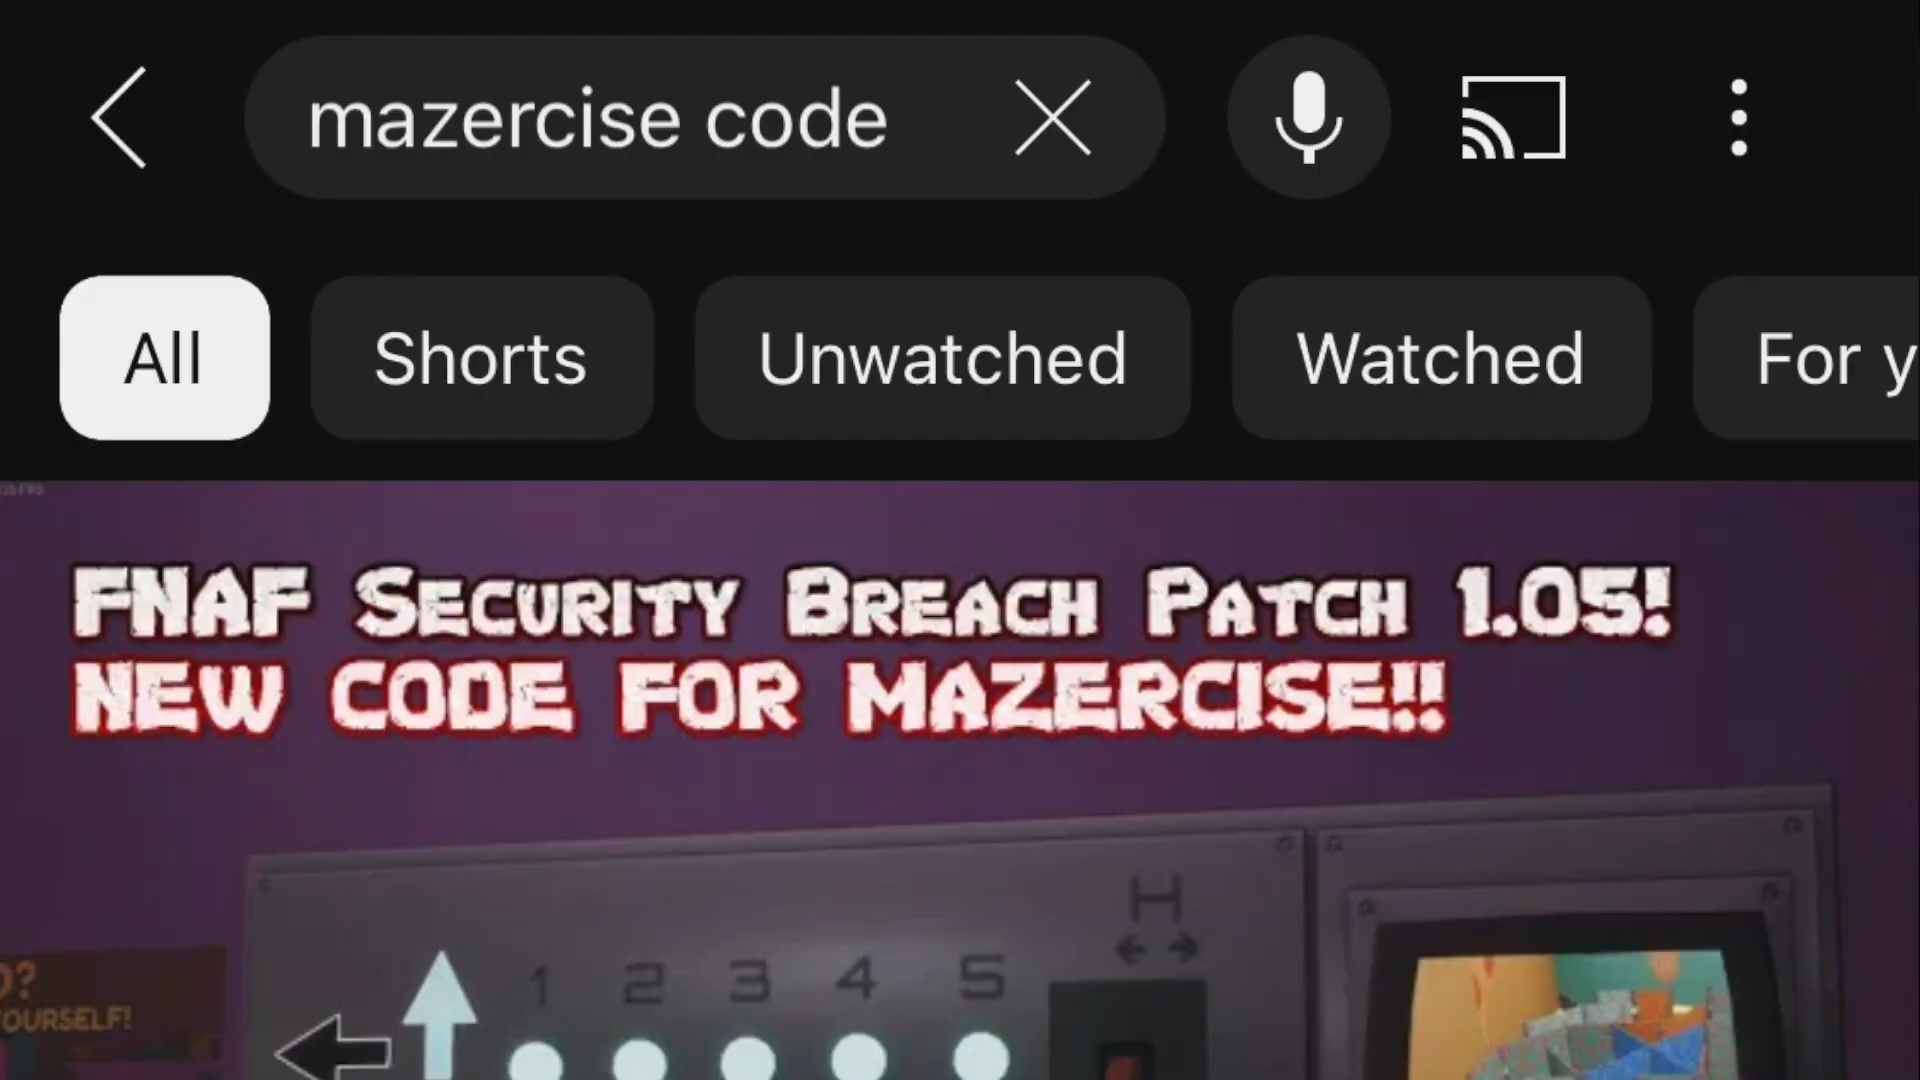 mazercise code
All
Shorts
Unwatched
Watched
For y
FNAF SECURITY BREACH PATCH 1.05!
NEW CODE FOR MAZERCISE!!
H
1 2 3 4 5
?
OURSELF!